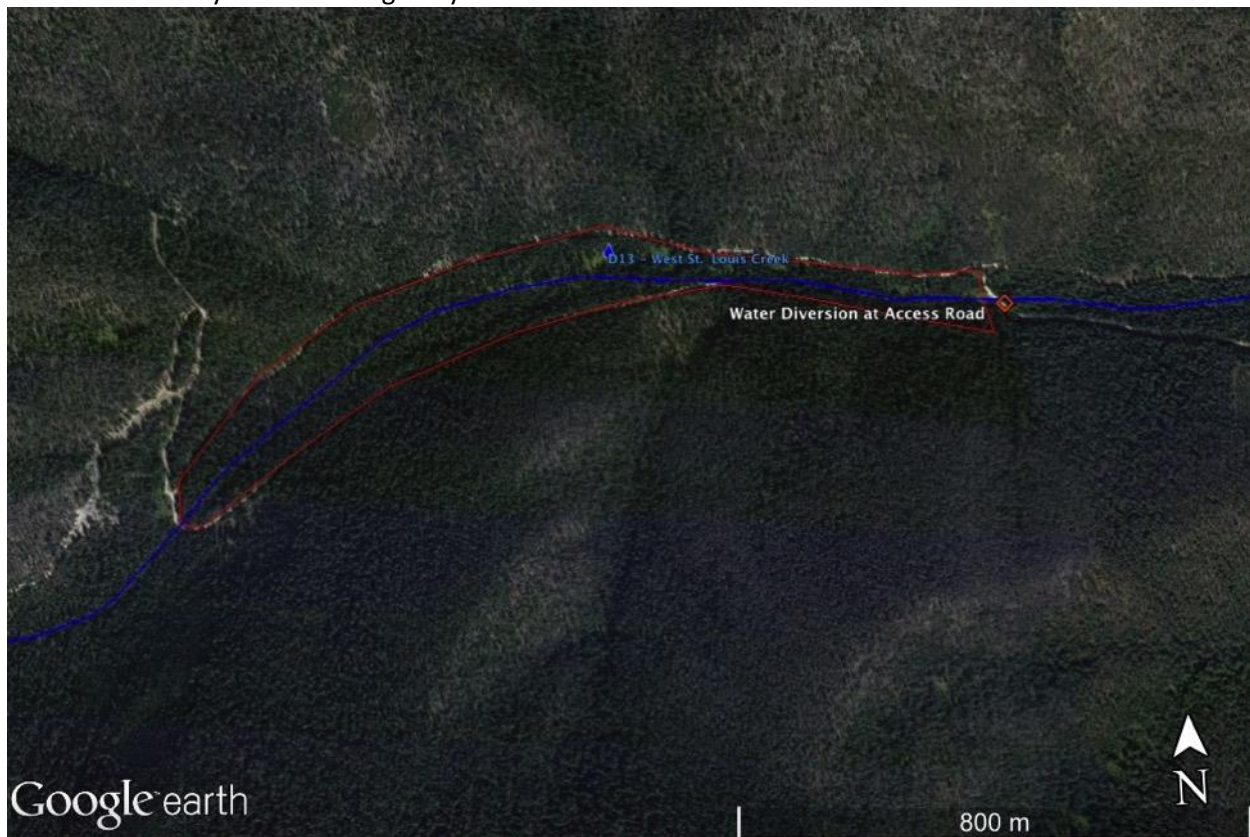 D13 - West St. Louis Creek
Water Diversion at Access Road
N
Google earth
800 m